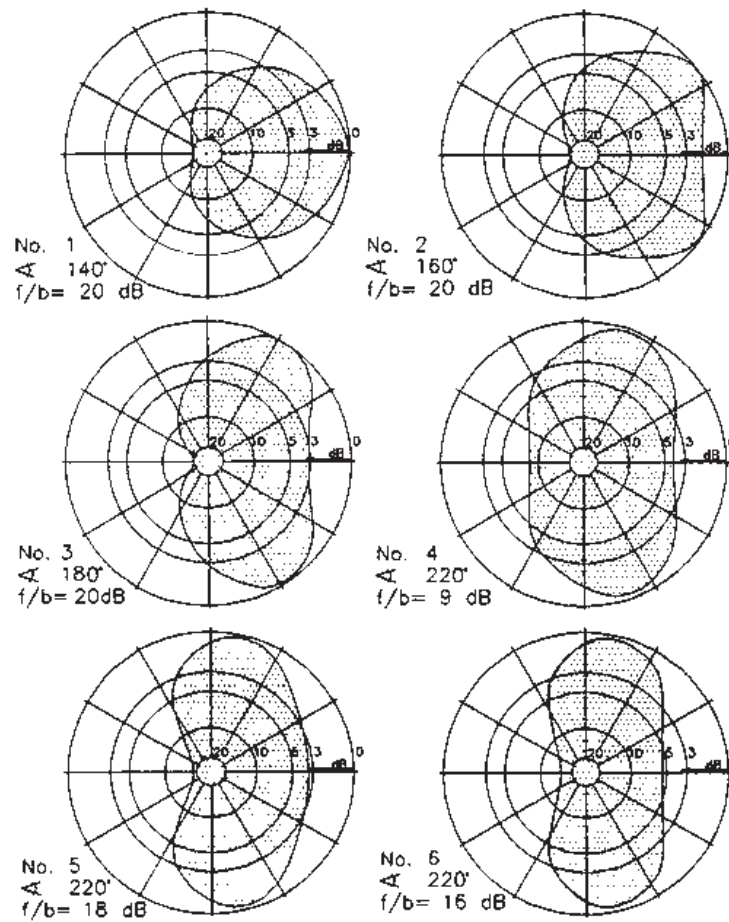 20 10 5 3 0
dB
No. 1
∢ 140°
f/b= 20 dB
20 10 5 3 0
dB
No. 2
∢ 160°
f/b= 20 dB
20 10 5 3 0
dB
No. 3
∢ 180°
f/b= 20dB
20 10 5 3 0
dB
No. 4
∢ 220°
f/b= 9 dB
20 10 5 3 0
dB
No. 5
∢ 220°
f/b= 18 dB
20 10 5 3 0
dB
No. 6
∢ 220°
f/b= 16 dB